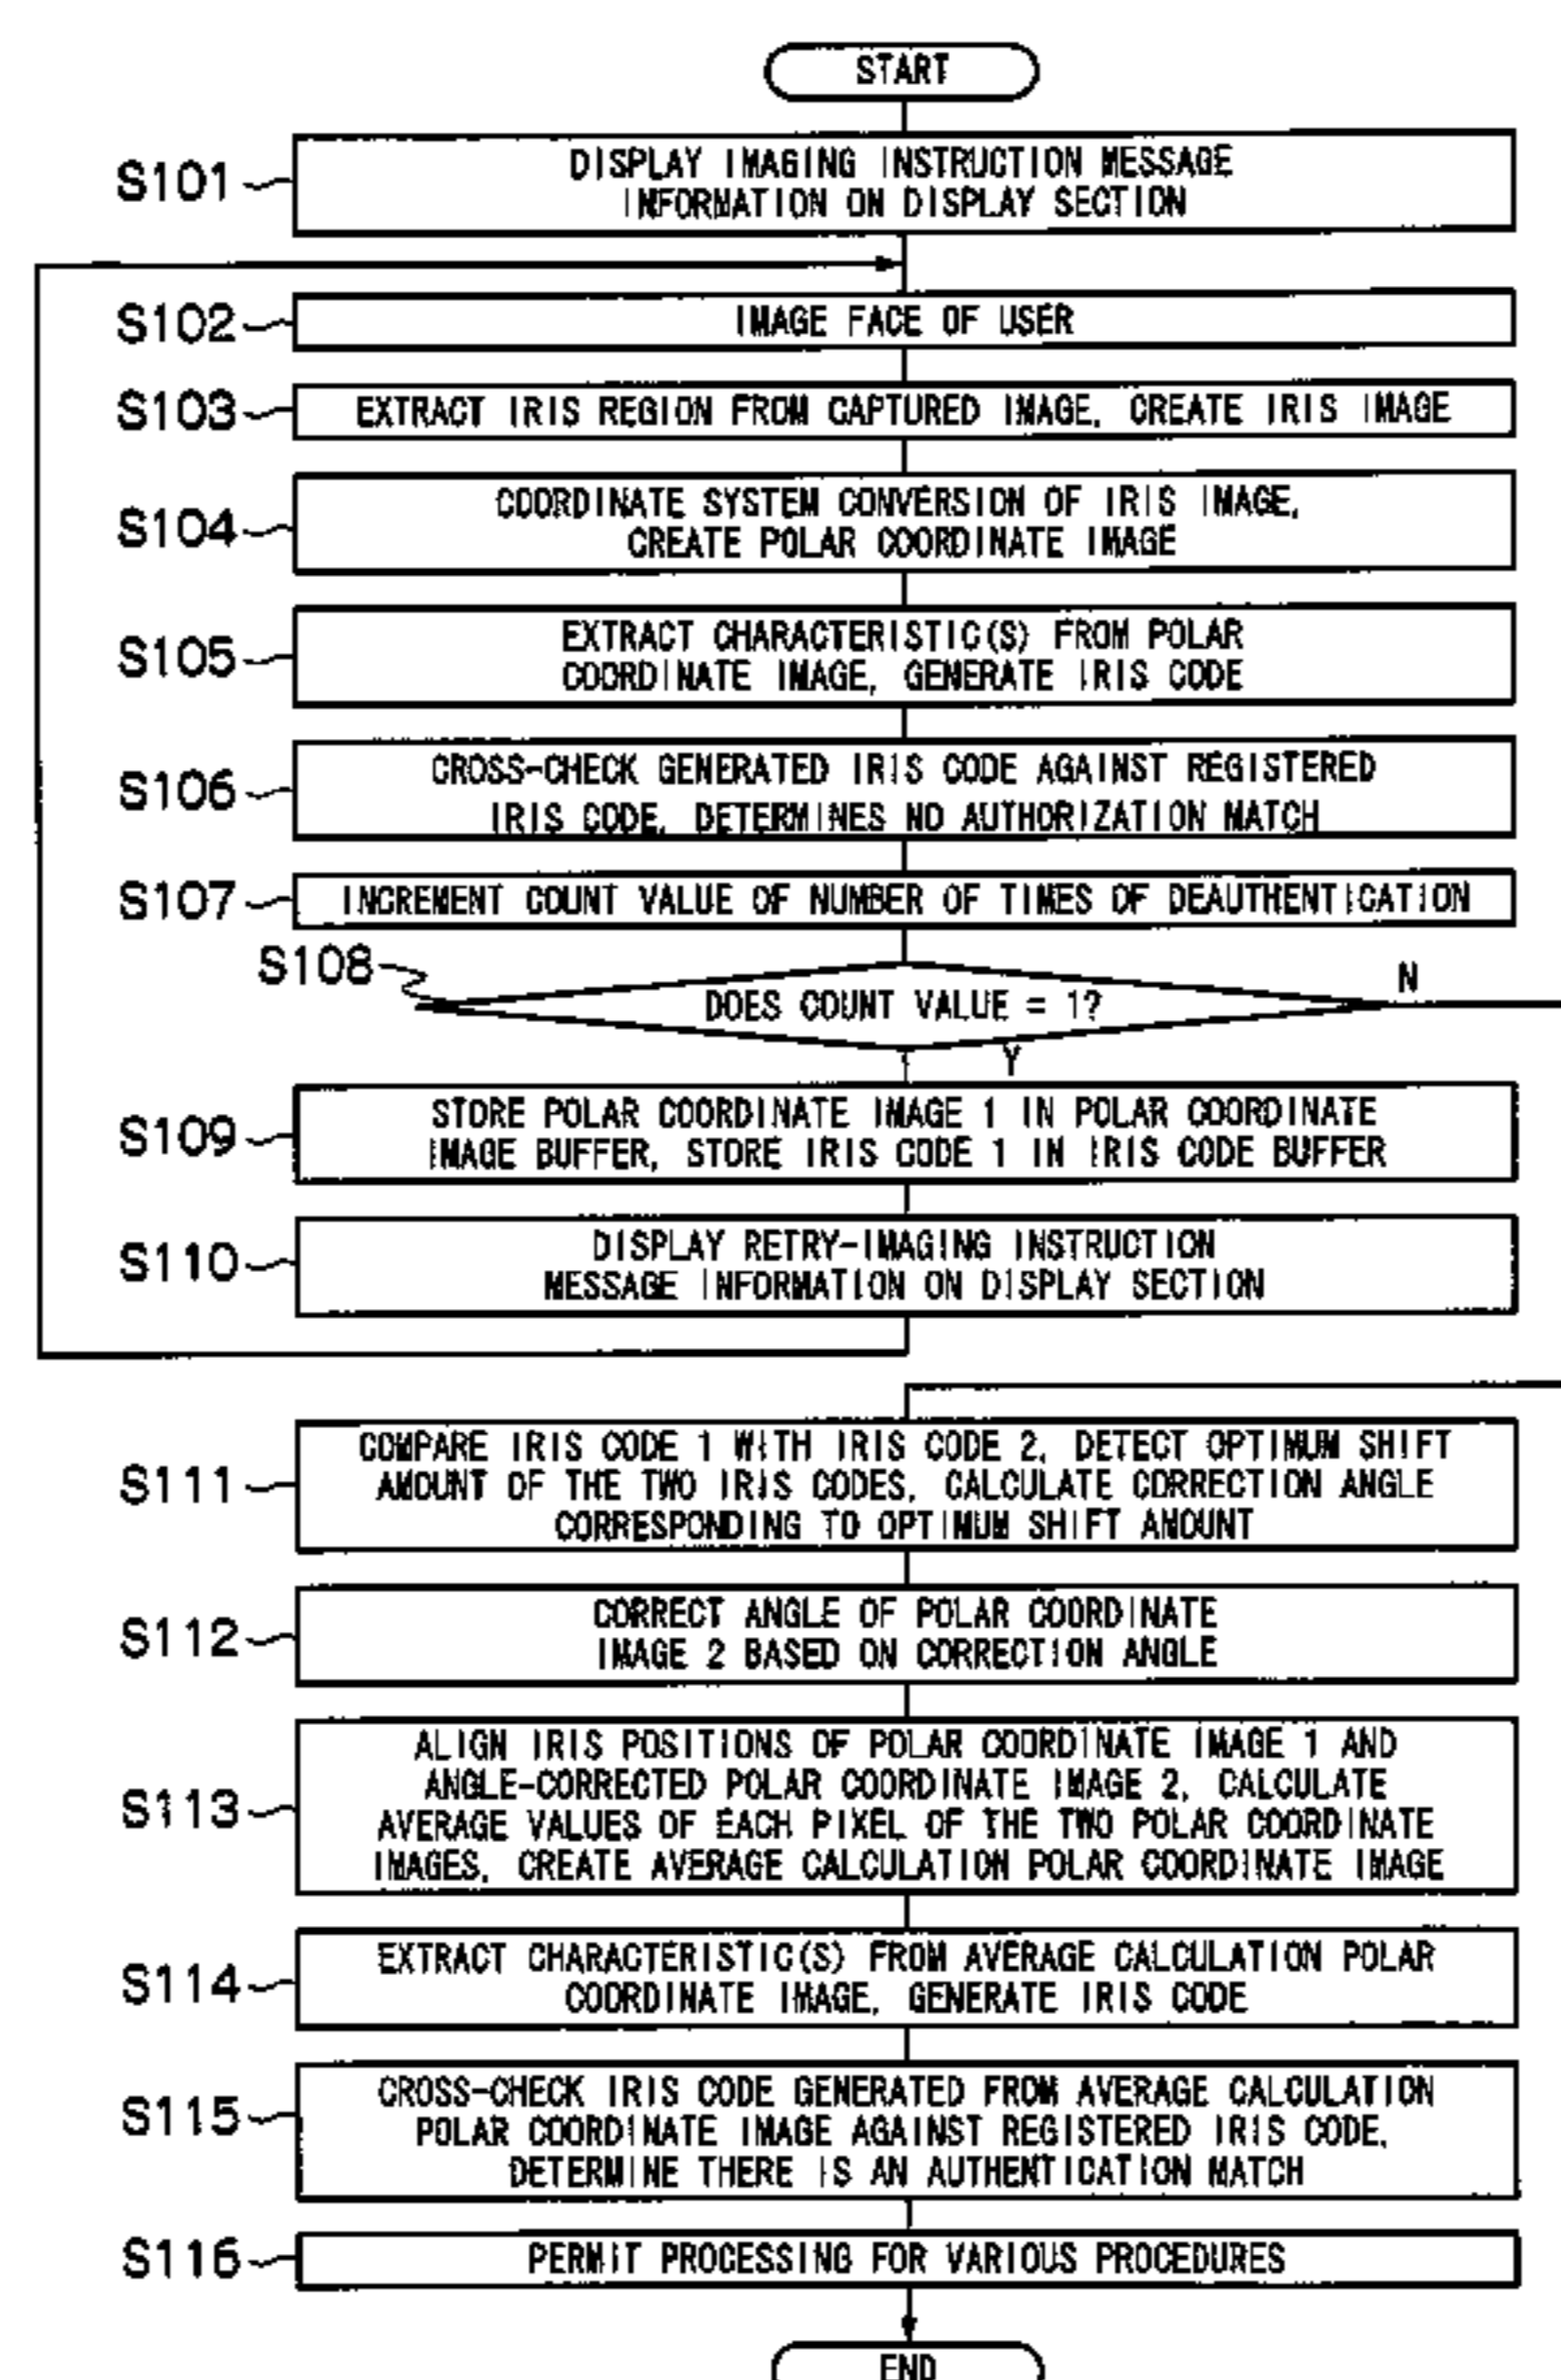 START
S101
DISPLAY IMAGING INSTRUCTION MESSAGE
INFORMATION ON DISPLAY SECTION
S102
IMAGE FACE OF USER
S103
EXTRACT IRIS REGION FROM CAPTURED IMAGE, CREATE IRIS IMAGE
S104
COORDINATE SYSTEM CONVERSION OF IRIS IMAGE,
CREATE POLAR COORDINATE IMAGE
S105
EXTRACT CHARACTERISTIC(S) FROM POLAR
COORDINATE IMAGE, GENERATE IRIS CODE
S106
CROSS-CHECK GENERATED IRIS CODE AGAINST REGISTERED
IRIS CODE, DETERMINES NO AUTHORIZATION MATCH
S107
INCREMENT COUNT VALUE OF NUMBER OF TIMES OF DEAUTHENTICATION
S108
DOES COUNT VALUE = 1?
N
Y
S109
STORE POLAR COORDINATE IMAGE 1 IN POLAR COORDINATE
IMAGE BUFFER, STORE IRIS CODE 1 IN IRIS CODE BUFFER
S110
DISPLAY RETRY-IMAGING INSTRUCTION
MESSAGE INFORMATION ON DISPLAY SECTION
S111
COMPARE IRIS CODE 1 WITH IRIS CODE 2, DETECT OPTIMUM SHIFT
AMOUNT OF THE TWO IRIS CODES, CALCULATE CORRECTION ANGLE
CORRESPONDING TO OPTIMUM SHIFT AMOUNT
S112
CORRECT ANGLE OF POLAR COORDINATE
IMAGE 2 BASED ON CORRECTION ANGLE
S113
ALIGN IRIS POSITIONS OF POLAR COORDINATE IMAGE 1 AND
ANGLE-CORRECTED POLAR COORDINATE IMAGE 2, CALCULATE
AVERAGE VALUES OF EACH PIXEL OF THE TWO POLAR COORDINATE
IMAGES, CREATE AVERAGE CALCULATION POLAR COORDINATE IMAGE
S114
EXTRACT CHARACTERISTIC(S) FROM AVERAGE CALCULATION POLAR
COORDINATE IMAGE, GENERATE IRIS CODE
S115
CROSS-CHECK IRIS CODE GENERATED FROM AVERAGE CALCULATION
POLAR COORDINATE IMAGE AGAINST REGISTERED IRIS CODE,
DETERMINE THERE IS AN AUTHENTICATION MATCH
S116
PERMIT PROCESSING FOR VARIOUS PROCEDURES
END